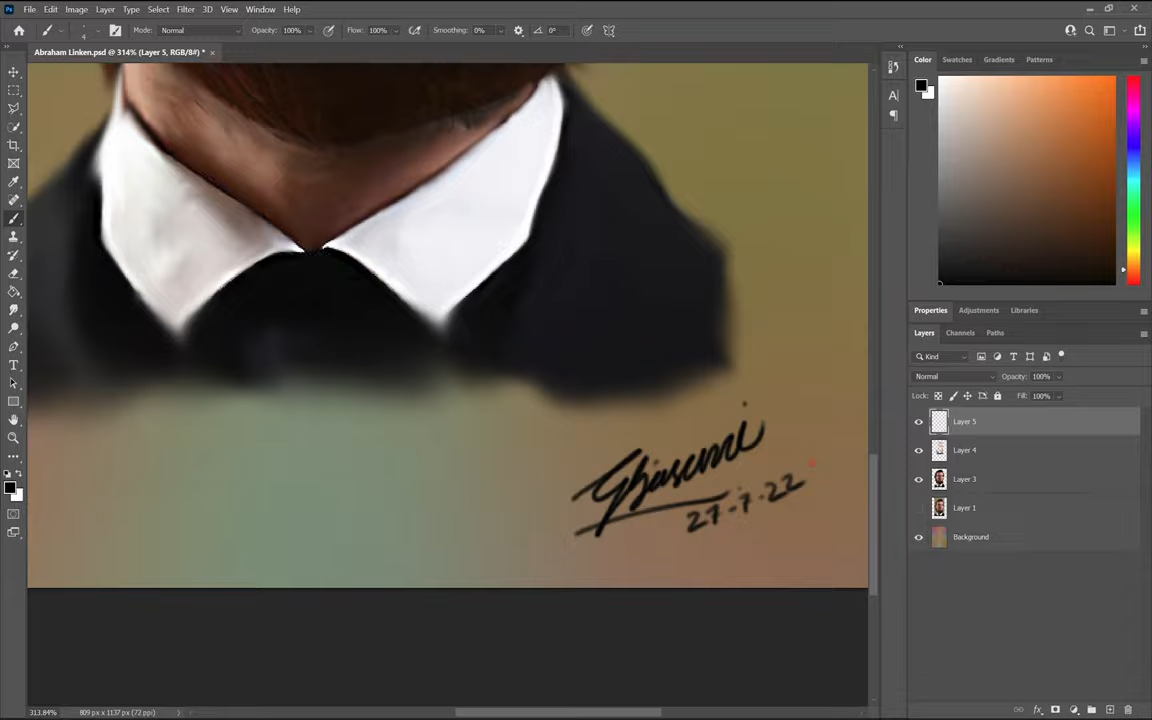 File Edit Image Layer Type Select Filter 3D View Window Help
Mode: Normal Opacity: 100% Flow: 100% Smoothing: 0% 0°
4
Abraham Linken.psd @ 314% (Layer 5, RGB/8#) *
Color Swatches Gradients Patterns
Properties Adjustments Libraries
Layers Channels Paths
Kind
Normal Opacity: 100%
Lock: Fill: 100%
Layer 5
Layer 4
Layer 3
Layer 1
Background
27-7-22
313.84% 809 px x 1137 px (72 ppi)